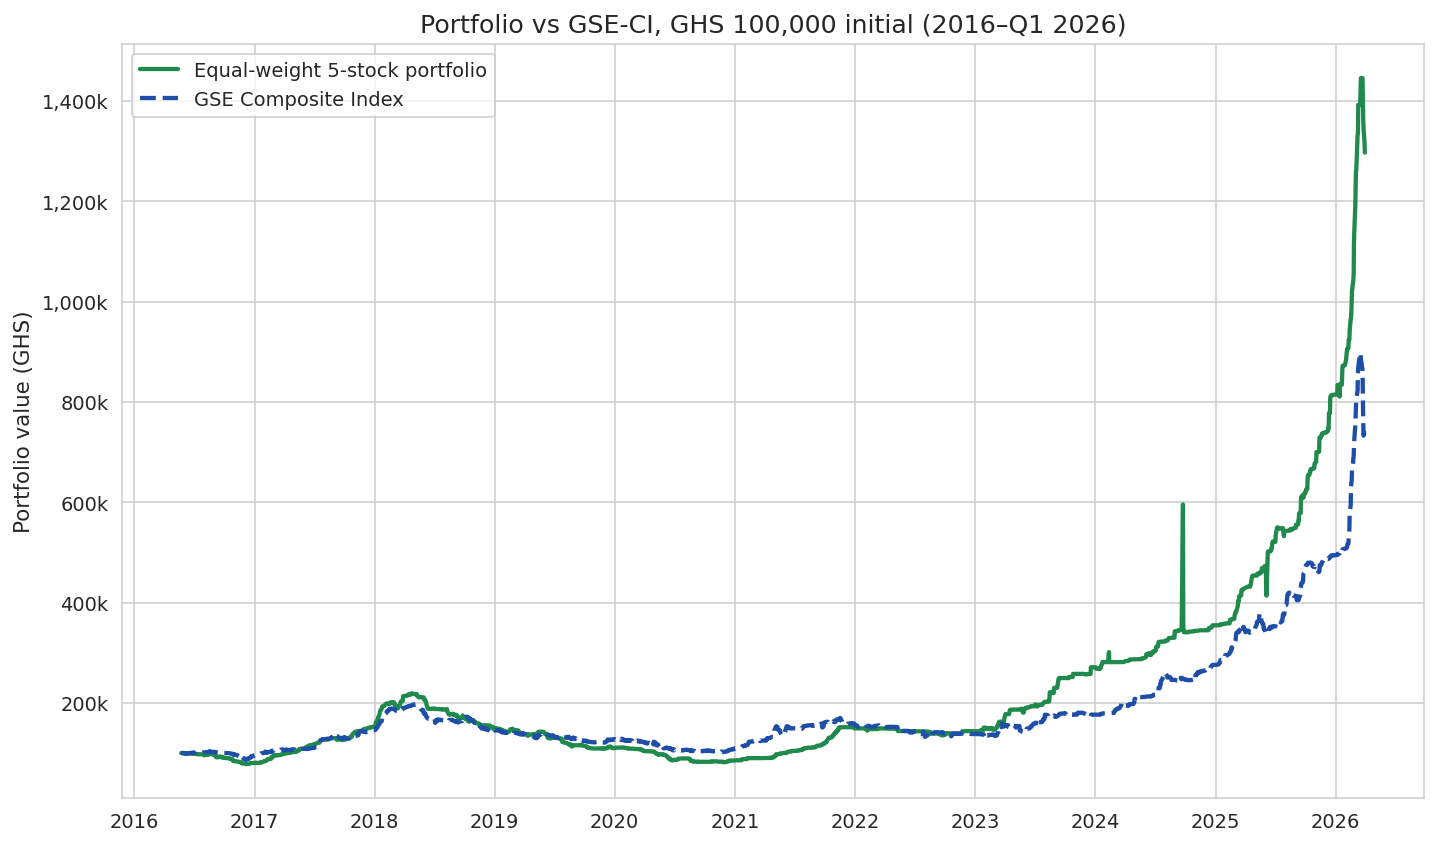 Portfolio vs GSE-CI, GHS 100,000 initial (2016–Q1 2026)
Equal-weight 5-stock portfolio
GSE Composite Index
Portfolio value (GHS)
1,400k
1,200k
1,000k
800k
600k
400k
200k
2016 2017 2018 2019 2020 2021 2022 2023 2024 2025 2026